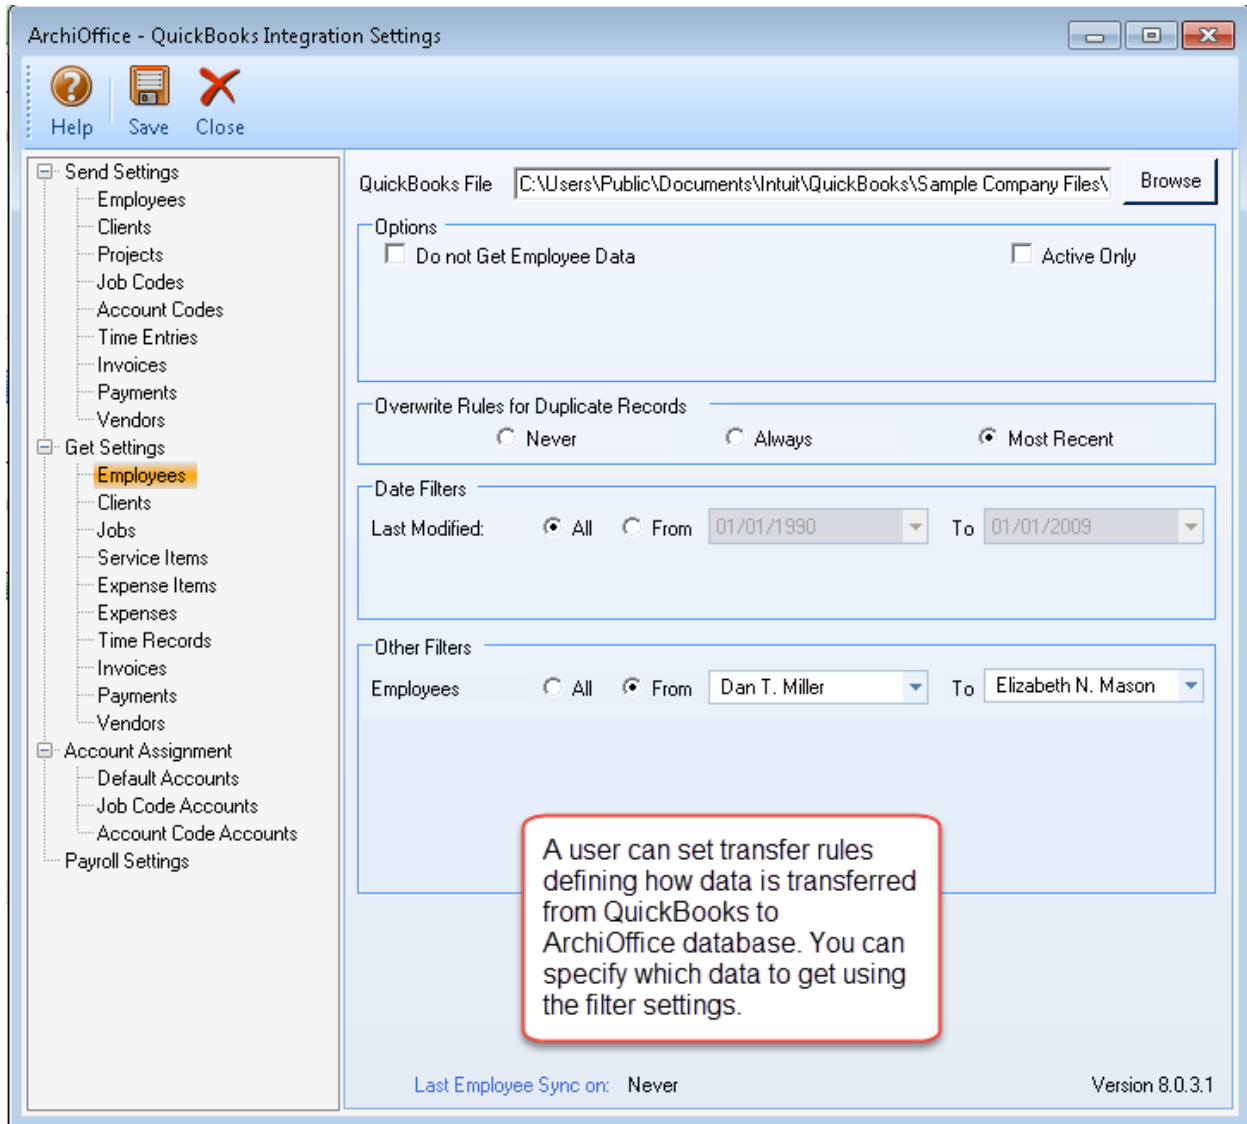 ArchiOffice - QuickBooks Integration Settings
Help Save Close
Send Settings
Employees
Clients
Projects
Job Codes
Account Codes
Time Entries
Invoices
Payments
Vendors
Get Settings
Employees
Clients
Jobs
Service Items
Expense Items
Expenses
Time Records
Invoices
Payments
Vendors
Account Assignment
Default Accounts
Job Code Accounts
Account Code Accounts
Payroll Settings
QuickBooks File C:\Users\Public\Documents\Intuit\QuickBooks\Sample Company Files\ Browse
Options
Do not Get Employee Data Active Only
Overwrite Rules for Duplicate Records
Never Always Most Recent
Date Filters
Last Modified: All From 01/01/1990 To 01/01/2009
Other Filters
Employees All From Dan T. Miller To Elizabeth N. Mason
A user can set transfer rules
defining how data is transferred
from QuickBooks to
ArchiOffice database. You can
specify which data to get using
the filter settings.
Last Employee Sync on: Never Version 8.0.3.1